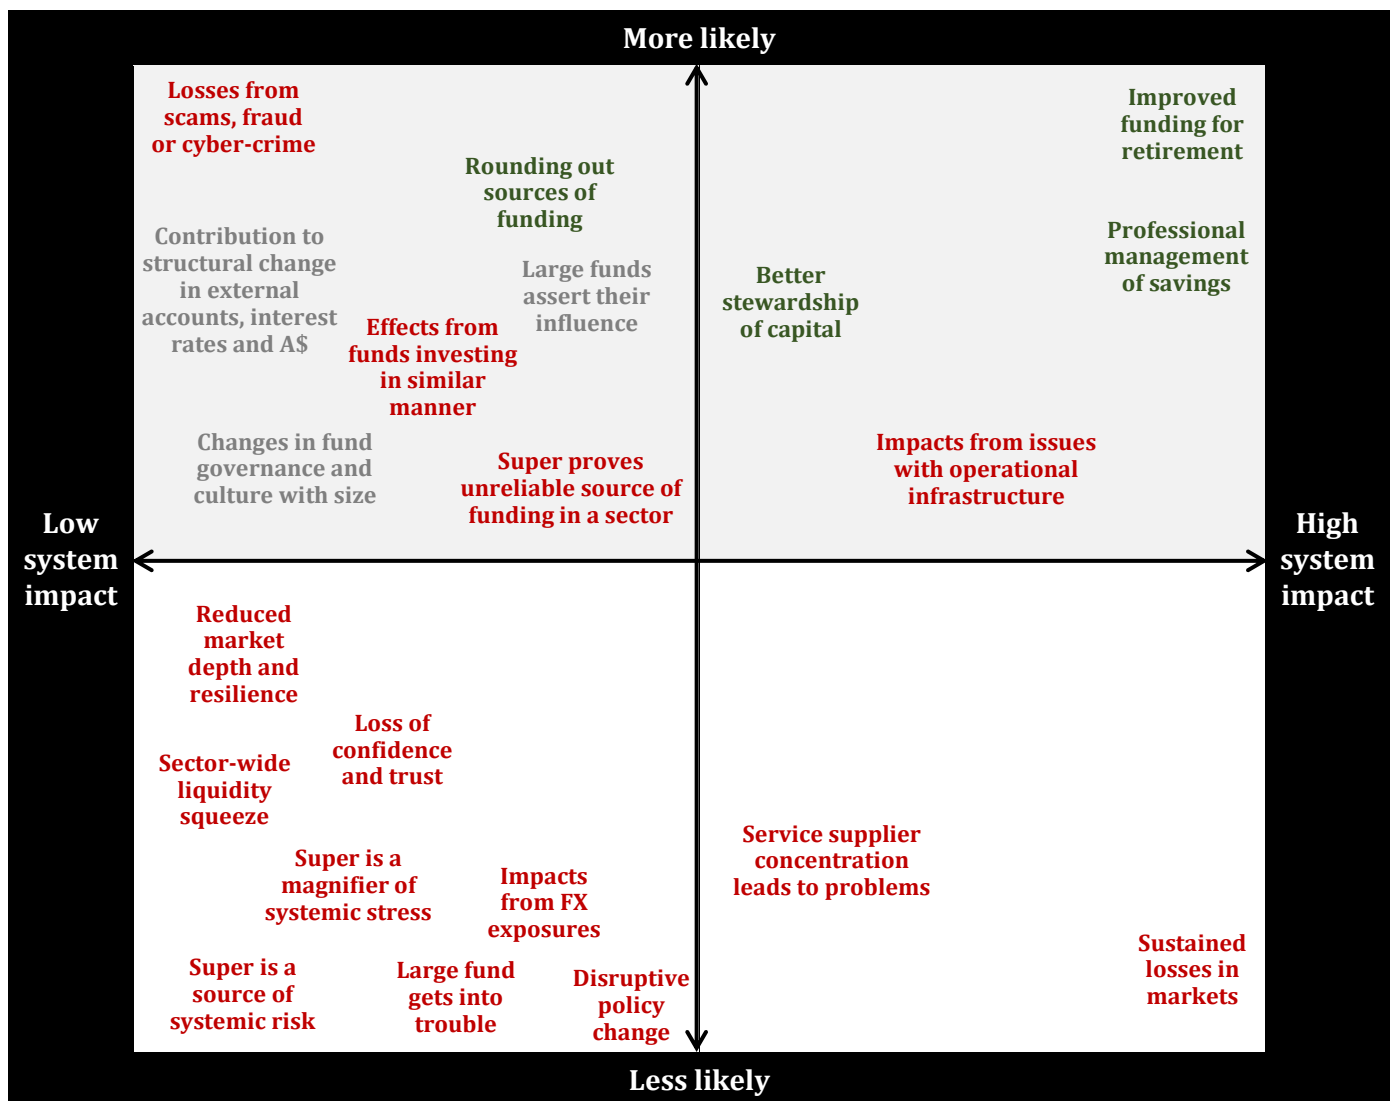 More likely
Losses from
scams, fraud
or cyber-crime
Improved
funding for
retirement
Rounding out
sources of
funding
Contribution to
structural change
in external
accounts, interest
rates and A$
Large funds
assert their
influence
Better
stewardship
of capital
Professional
management
of savings
Effects from
funds investing
in similar
manner
Changes in fund
governance and
culture with size
Super proves
unreliable source of
funding in a sector
Impacts from issues
with operational
infrastructure
Low
system
impact
High
system
impact
Reduced
market
depth and
resilience
Loss of
confidence
and trust
Sector-wide
liquidity
squeeze
Service supplier
concentration
leads to problems
Super is a
magnifier of
systemic stress
Impacts
from FX
exposures
Sustained
losses in
markets
Super is a
source of
systemic risk
Large fund
gets into
trouble
Disruptive
policy
change
Less likely